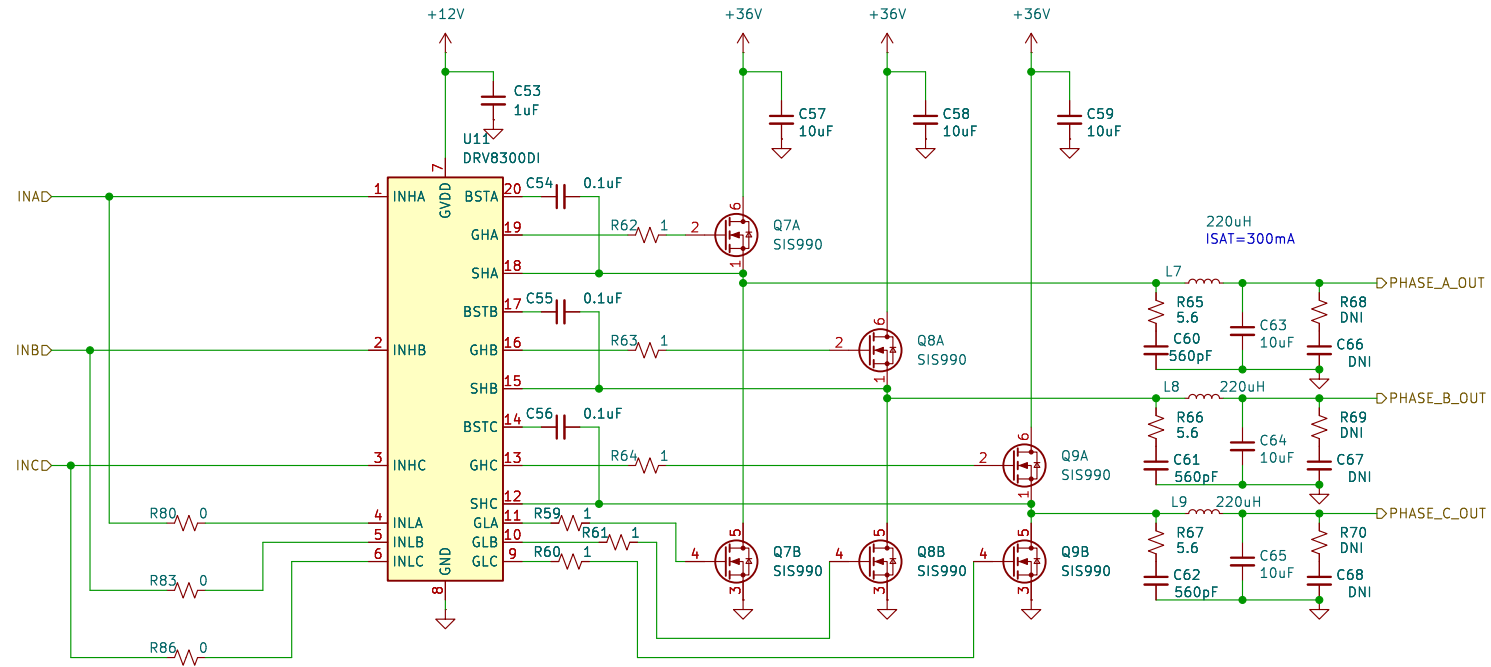 +12V
+36V
+36V
+36V
C53
1uF
C57
10uF
C58
10uF
C59
10uF
U11
DRV8300DI
7
GVDD
INA
1
INHA
BSTA
20
C54
0.1uF
GHA
19
R62
1
2
6
1
Q7A
SIS990
SHA
18
220uH
ISAT=300mA
L7
PHASE_A_OUT
BSTB
17
C55
0.1uF
R65
5.6
C60
560pF
C63
10uF
R68
DNI
C66
DNI
INB
2
INHB
GHB
16
R63
1
2
6
1
Q8A
SIS990
SHB
15
L8
220uH
PHASE_B_OUT
BSTC
14
C56
0.1uF
R66
5.6
C61
560pF
C64
10uF
R69
DNI
C67
DNI
INC
3
INHC
GHC
13
R64
1
2
6
1
Q9A
SIS990
SHC
12
L9
220uH
PHASE_C_OUT
R80
0
4
INLA
GLA
11
R59
1
5
INLB
GLB
10
R61
1
6
INLC
GLC
9
R60
1
4
5
3
Q7B
SIS990
4
5
3
Q8B
SIS990
4
5
3
Q9B
SIS990
R67
5.6
C62
560pF
C65
10uF
R70
DNI
C68
DNI
GND
8
R83
0
R86
0